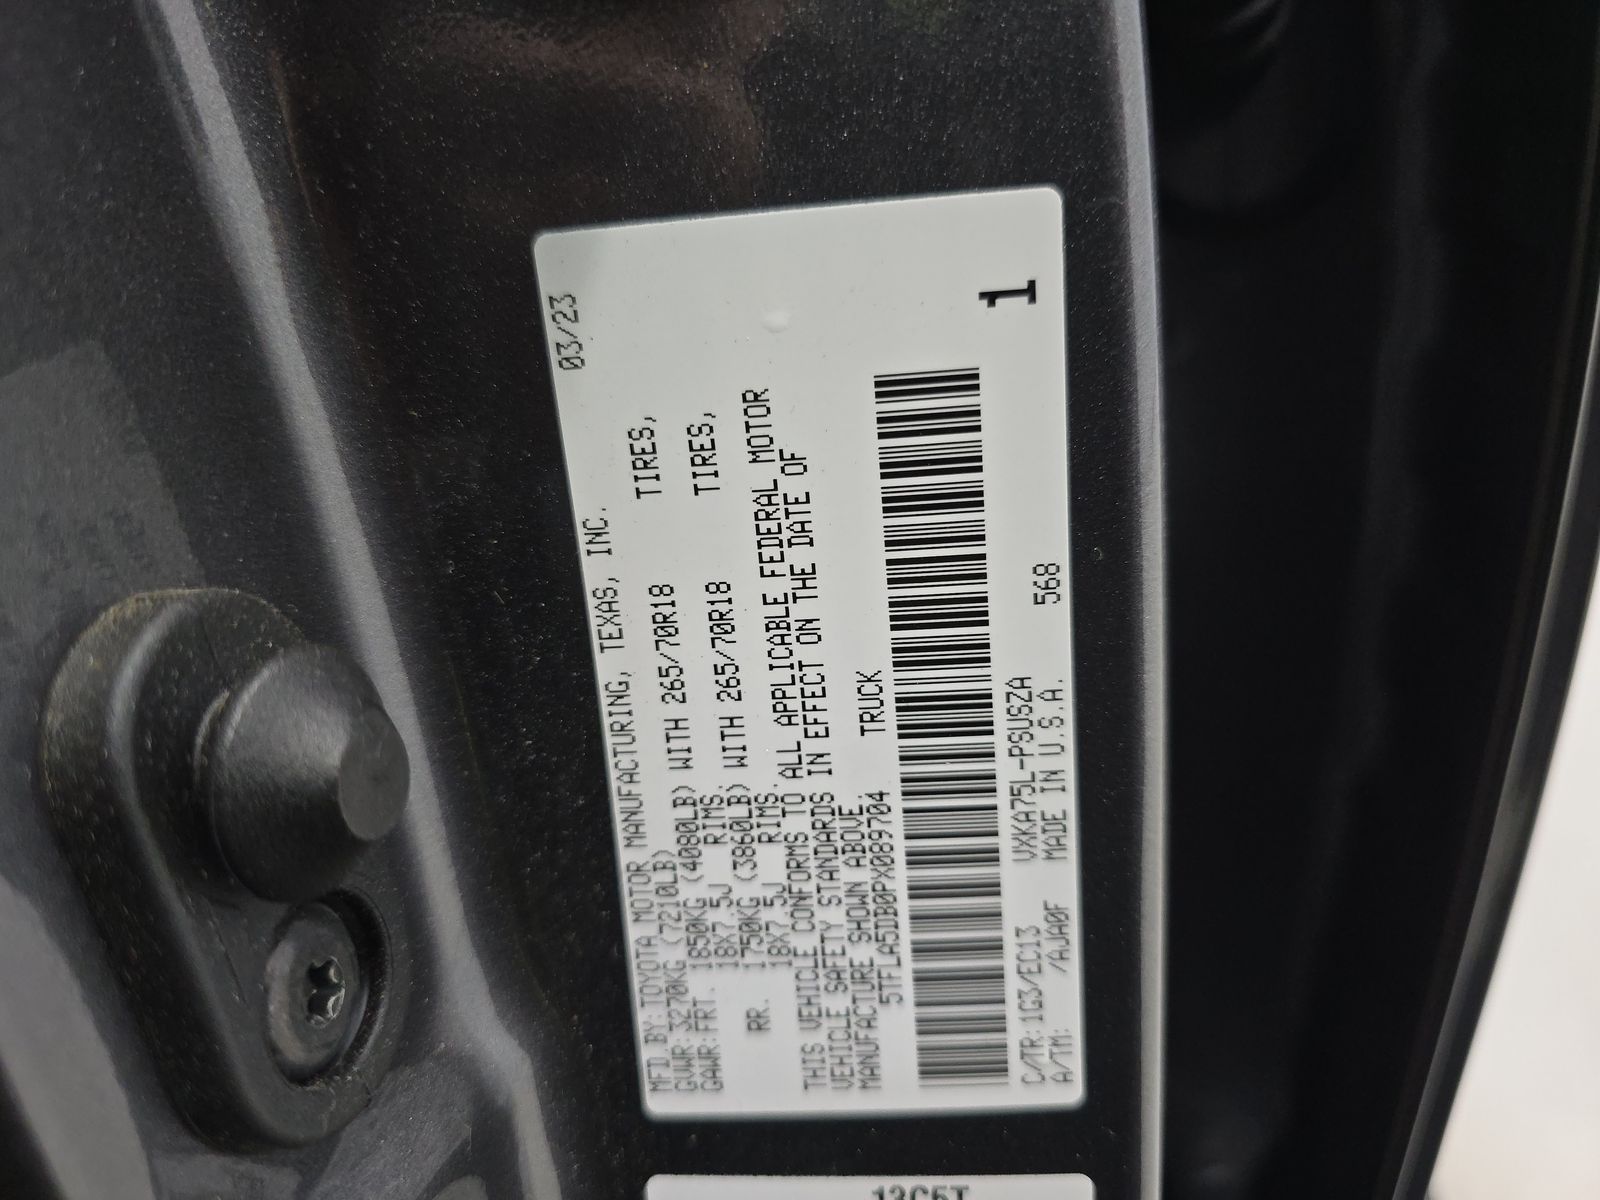 MFD BY: TOYOTA MOTOR MANUFACTURING, TEXAS, INC. 03/23
GVWR: 3270KG (7210LB)
GAWR: FRT. 1850KG (4080LB) WITH 265/70R18 TIRES,
18X7.5J RIMS,
RR. 1750KG (3860LB) WITH 265/70R18 TIRES,
18X7.5J RIMS.
THIS VEHICLE CONFORMS TO ALL APPLICABLE FEDERAL MOTOR
VEHICLE SAFETY STANDARDS IN EFFECT ON THE DATE OF
MANUFACTURE SHOWN ABOVE.
5TFLA5DB0PX089704 TRUCK
1
C/TR: 1G3/EC13 VXKA75L-PSUSZA
A/TM: /AJA0F MADE IN U.S.A. 568